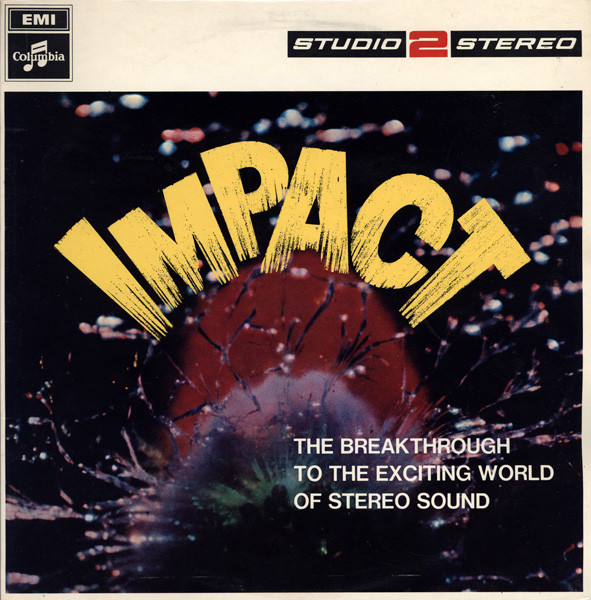 EMI
Columbia
STUDIO 2 STEREO
IMPACT
THE BREAKTHROUGH
TO THE EXCITING WORLD
OF STEREO SOUND